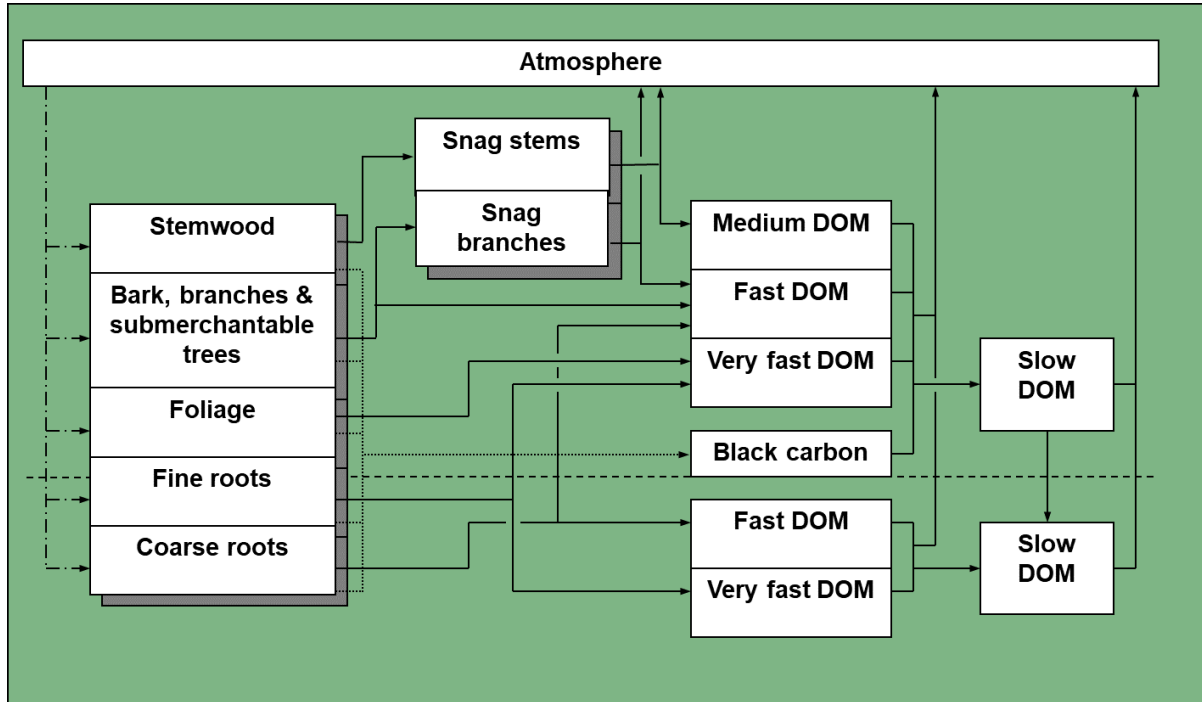 Atmosphere
Snag stems
Snag
branches
Stemwood
Bark, branches &
submerchantable
trees
Foliage
Fine roots
Coarse roots
Medium DOM
Fast DOM
Very fast DOM
Black carbon
Fast DOM
Very fast DOM
Slow
DOM
Slow
DOM